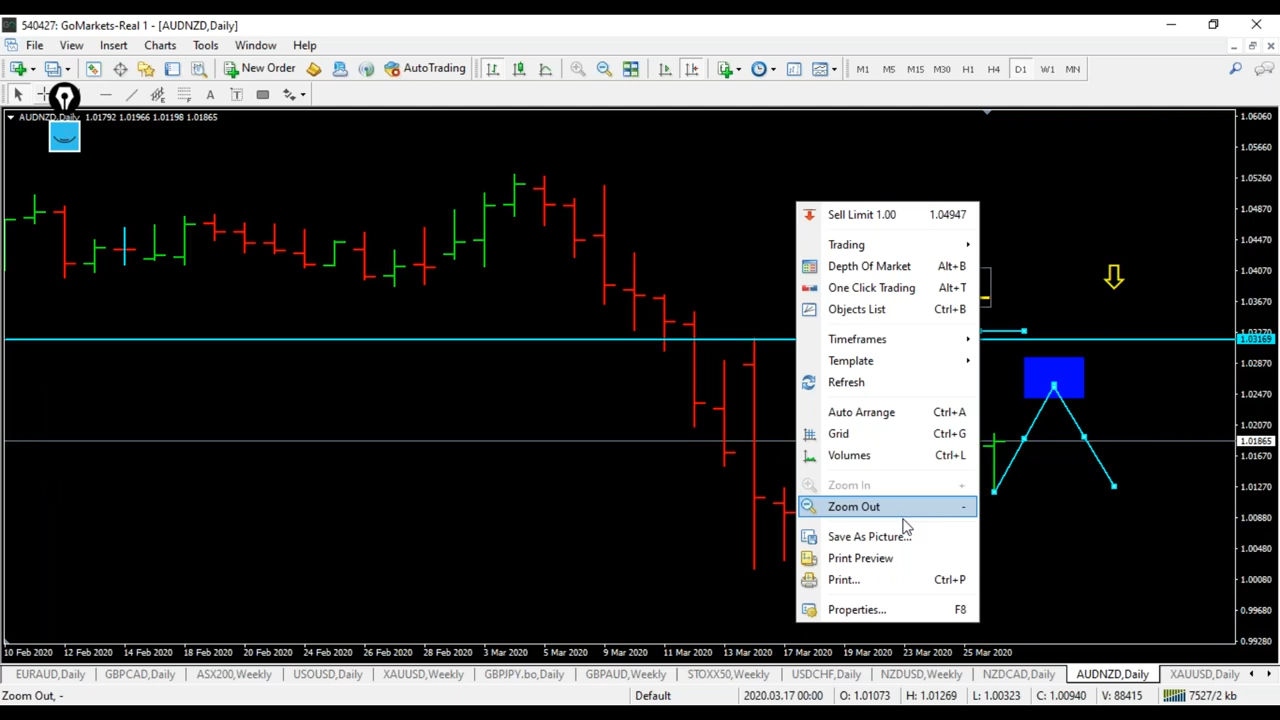 540427: GoMarkets-Real 1 - [AUDNZD,Daily]
File View Insert Charts Tools Window Help
New Order AutoTrading M1 M5 M15 M30 H1 H4 D1 W1 MN
A T
AUDNZD,Daily 1.01792 1.01966 1.01198 1.01865
1.06060
1.05660
1.05260
1.04870
1.04470
1.04070
1.03670
1.03270
1.03169
1.02870
1.02470
1.02070
1.01865
1.01670
1.01270
1.00880
1.00480
1.00080
0.99680
0.99280
Sell Limit 1.00 1.04947
Trading
Depth Of Market Alt+B
One Click Trading Alt+T
Objects List Ctrl+B
Timeframes
Template
Refresh
Auto Arrange Ctrl+A
Grid Ctrl+G
Volumes Ctrl+L
Zoom In +
Zoom Out -
Save As Picture...
Print Preview
Print... Ctrl+P
Properties... F8
10 Feb 2020 12 Feb 2020 14 Feb 2020 18 Feb 2020 20 Feb 2020 24 Feb 2020 26 Feb 2020 28 Feb 2020 3 Mar 2020 5 Mar 2020 9 Mar 2020 11 Mar 2020 13 Mar 2020 17 Mar 2020 19 Mar 2020 23 Mar 2020 25 Mar 2020
EURAUD,Daily GBPCAD,Daily ASX200,Weekly USOUSD,Daily XAUUSD,Weekly GBPJPY.bo,Daily GBPAUD,Weekly STOXX50,Weekly USDCHF,Daily NZDUSD,Weekly NZDCAD,Daily AUDNZD,Daily XAUUSD,Daily
Zoom Out, - Default 2020.03.17 00:00 O: 1.01073 H: 1.01269 L: 1.00323 C: 1.00940 V: 88415 7527/2 kb